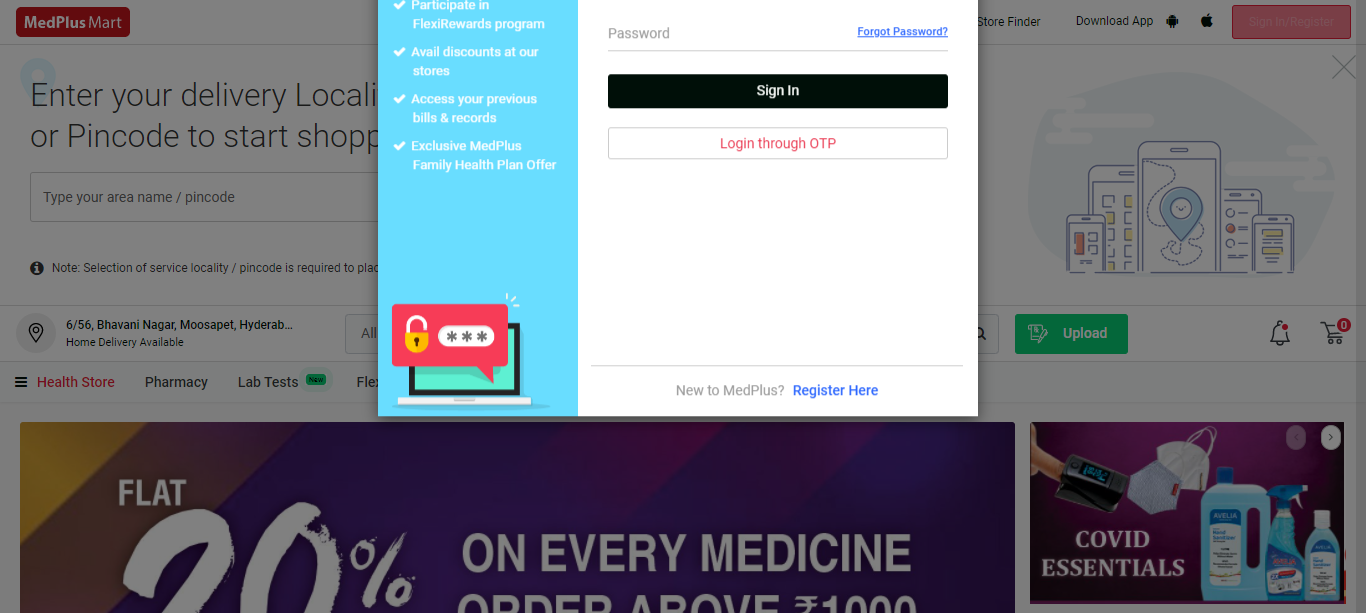 MedPlus Mart
Store Finder
Download App
Sign In/Register
Participate in
FlexiRewards program
Avail discounts at our
stores
Access your previous
bills & records
Exclusive MedPlus
Family Health Plan Offer
Password
Forgot Password?
Sign In
Login through OTP
New to MedPlus? Register Here
Enter your delivery Locali
or Pincode to start shopp
Type your area name / pincode
Note: Selection of service locality / pincode is required to plac
6/56, Bhavani Nagar, Moosapet, Hyderab...
Home Delivery Available
All
Upload
0
Health Store
Pharmacy
Lab Tests
New
Flex
FLAT
20%
ON EVERY MEDICINE
ORDER ABOVE ₹1000
COVID
ESSENTIALS
AVELIA